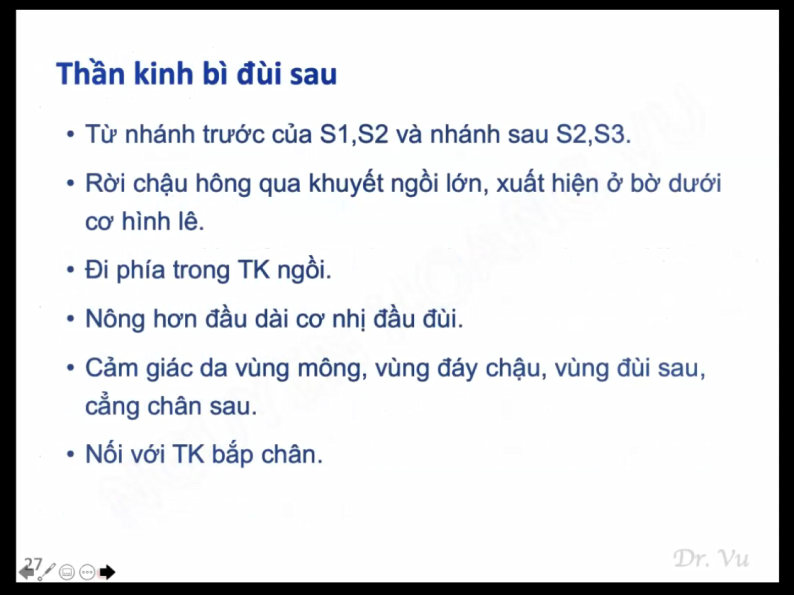 Thần kinh bì đùi sau
• Từ nhánh trước của S1,S2 và nhánh sau S2,S3.
• Rời chậu hông qua khuyết ngồi lớn, xuất hiện ở bờ dưới
cơ hình lê.
• Đi phía trong TK ngồi.
• Nông hơn đầu dài cơ nhị đầu đùi.
• Cảm giác da vùng mông, vùng đáy chậu, vùng đùi sau,
cẳng chân sau.
• Nối với TK bắp chân.
27
Dr. Vu